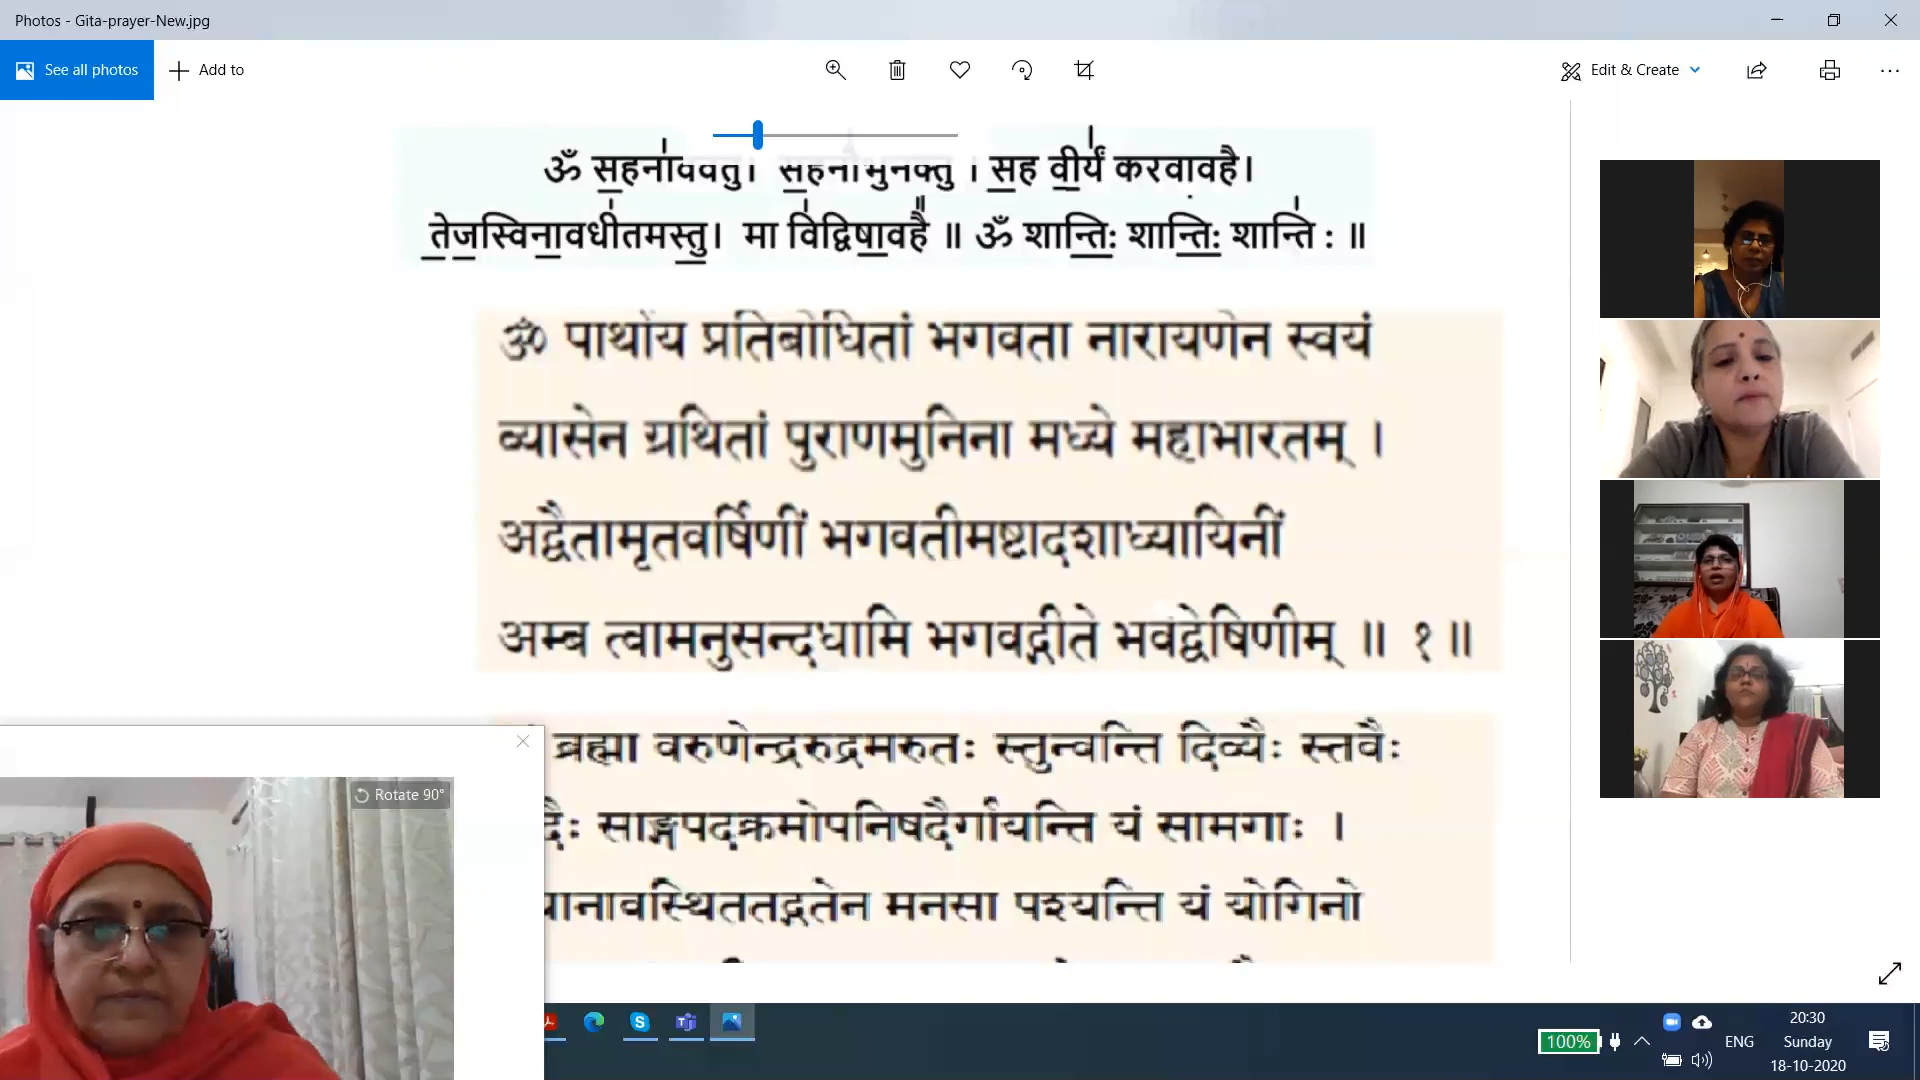 Photos - Gita-prayer-New.jpg
See all photos
Add to
Edit & Create
ॐ सहनाववतु। सहनौभुनक्तु । सह वीर्यं करवावहै।
तेजस्विनावधीतमस्तु। मा विद्विषावहै ॥ ॐ शान्तिः शान्तिः शान्ति : ॥
ॐ पार्थाय प्रतिबोधितां भगवता नारायणेन स्वयं
व्यासेन ग्रथितां पुराणमुनिना मध्ये महाभारतम् ।
अद्वैतामृतवर्षिणीं भगवतीमष्टादशाध्यायिनीं
अम्ब त्वामनुसन्दधामि भगवद्गीते भवद्वेषिणीम् ॥ १ ॥
ब्रह्मा वरुणेन्द्ररुद्रमरुतः स्तुन्वन्ति दिव्यैः स्तवैः
साङ्गपदक्रमोपनिषदैर्गायन्ति यं सामगाः ।
मनसा पश्यन्ति यं योगिनो
Rotate 90°
100%
ENG
20:30
Sunday
18-10-2020